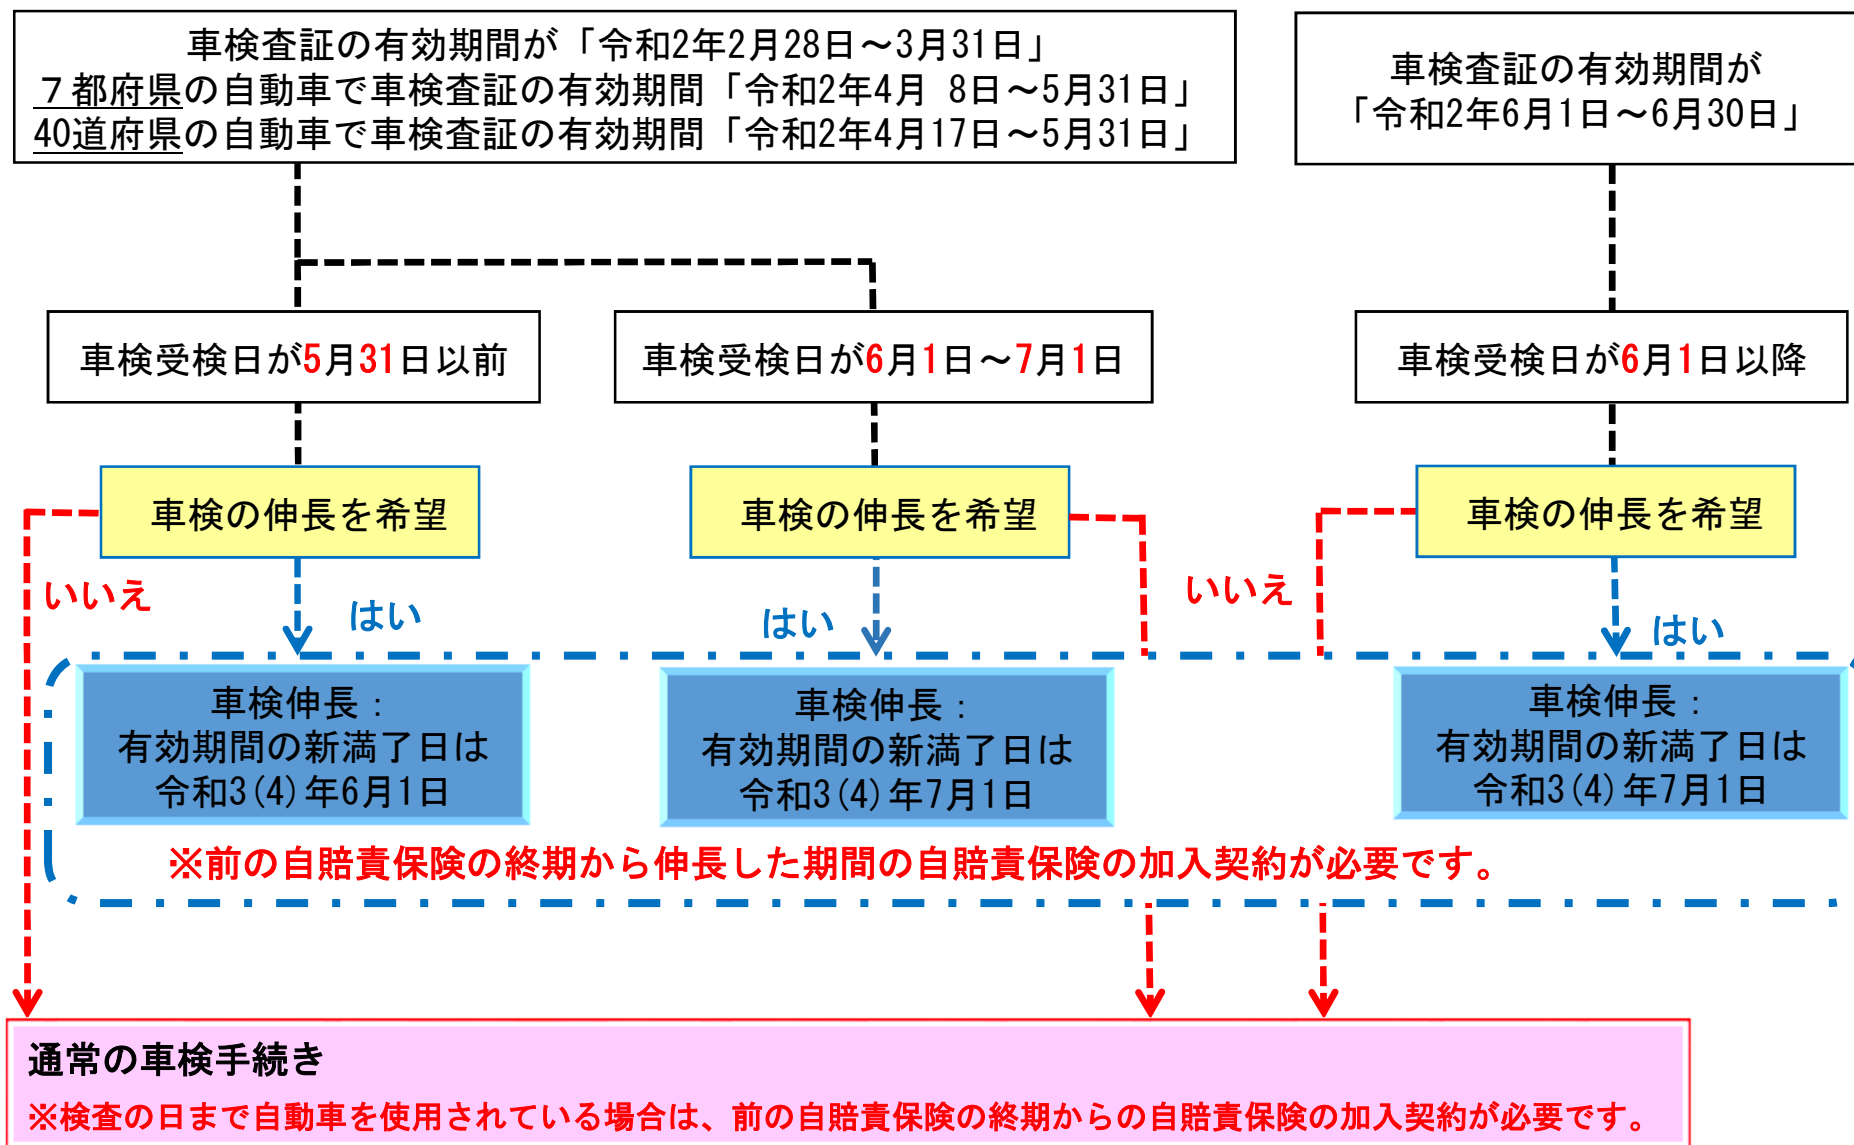 車検査証の有効期間が「令和2年2月28日～3月31日」
７都府県の自動車で車検査証の有効期間「令和2年4月 8日～5月31日」
40道府県の自動車で車検査証の有効期間「令和2年4月17日～5月31日」
車検査証の有効期間が
「令和2年6月1日～6月30日」
車検受検日が5月31日以前
車検受検日が6月1日～7月1日
車検受検日が6月1日以降
車検の伸長を希望
車検の伸長を希望
車検の伸長を希望
いいえ
はい
はい
いいえ
はい
車検伸長：
有効期間の新満了日は
令和3(4)年6月1日
車検伸長：
有効期間の新満了日は
令和3(4)年7月1日
車検伸長：
有効期間の新満了日は
令和3(4)年7月1日
※前の自賠責保険の終期から伸長した期間の自賠責保険の加入契約が必要です。
通常の車検手続き
※検査の日まで自動車を使用されている場合は、前の自賠責保険の終期からの自賠責保険の加入契約が必要です。